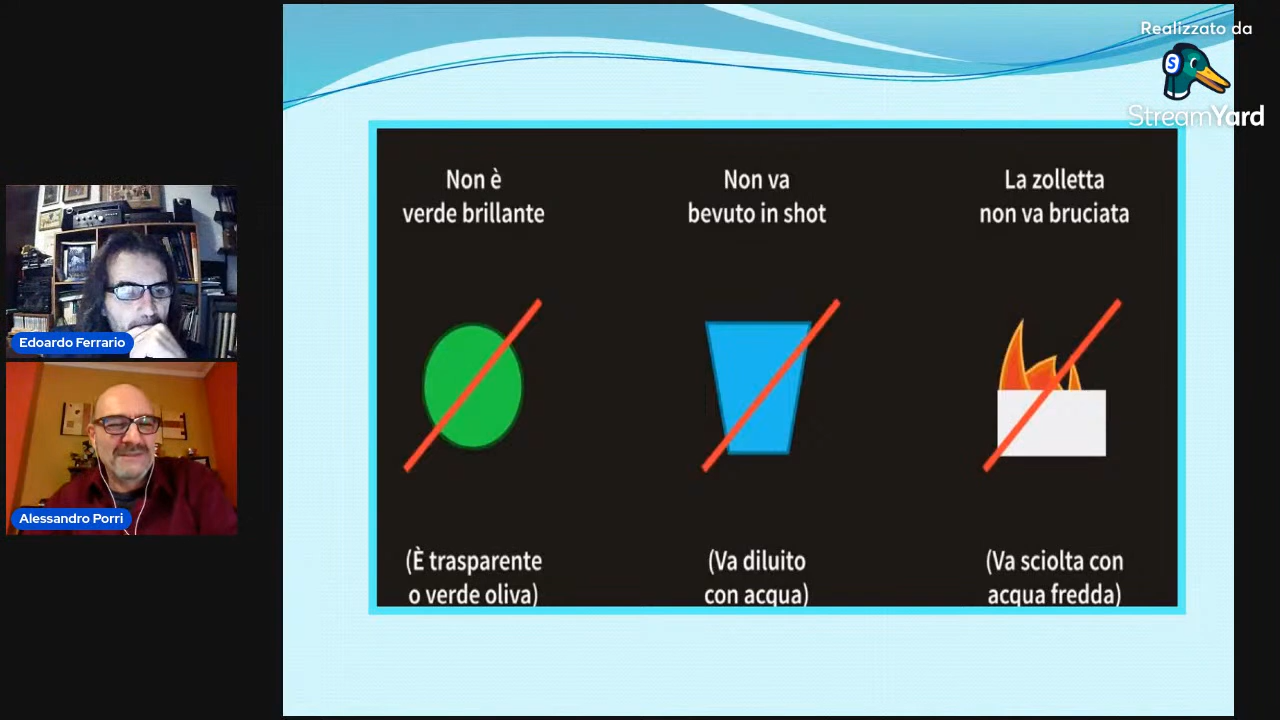 Realizzato da
StreamYard
Non è
verde brillante
Non va
bevuto in shot
La zolletta
non va bruciata
(È trasparente
o verde oliva)
(Va diluito
con acqua)
(Va sciolta con
acqua fredda)
Edoardo Ferrario
Alessandro Porri